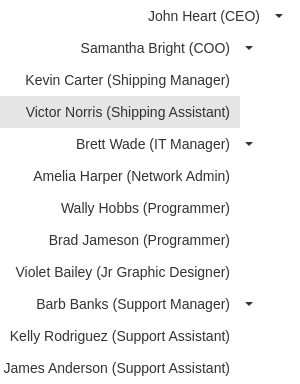 John Heart (CEO)
Samantha Bright (COO)
Kevin Carter (Shipping Manager)
Victor Norris (Shipping Assistant)
Brett Wade (IT Manager)
Amelia Harper (Network Admin)
Wally Hobbs (Programmer)
Brad Jameson (Programmer)
Violet Bailey (Jr Graphic Designer)
Barb Banks (Support Manager)
Kelly Rodriguez (Support Assistant)
James Anderson (Support Assistant)